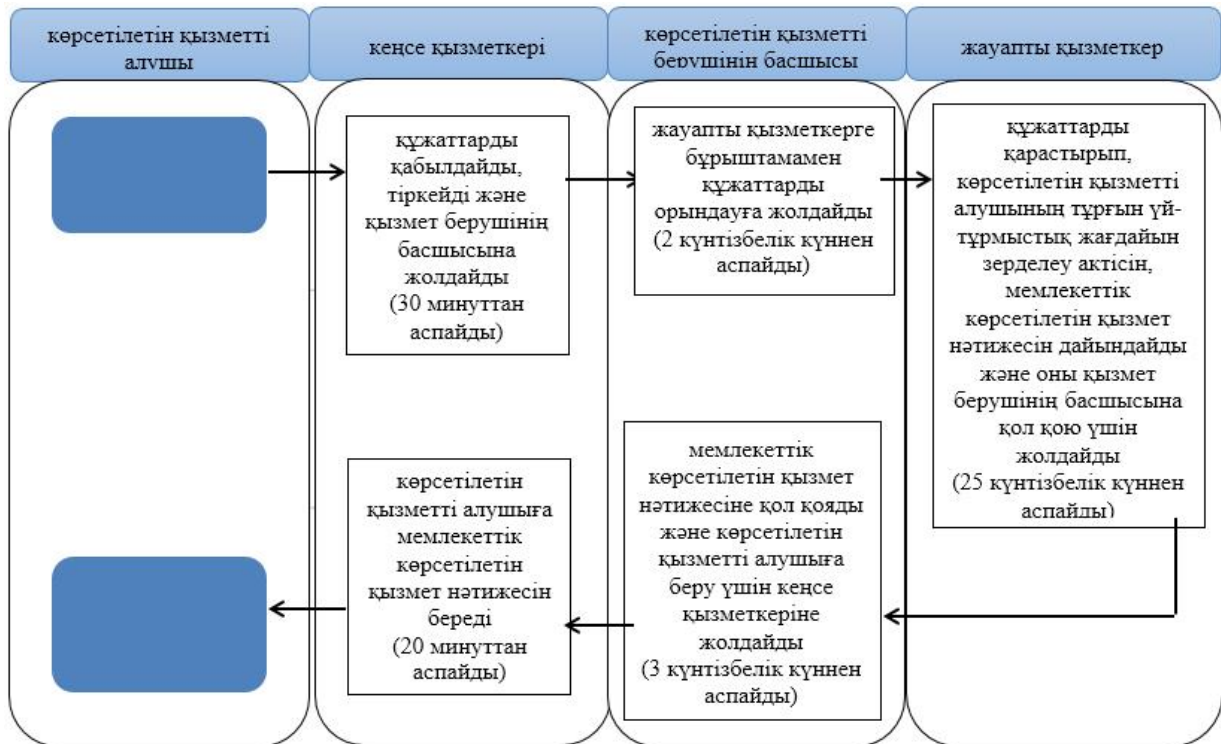 көрсетілетін қызметті
алушы
кеңсе қызметкері
көрсетілетін қызметті
берушінің басшысы
жауапты қызметкер
құжаттарды
қабылдайды,
тіркейді және
қызмет берушінің
басшысына
жолдайды
(30 минуттан
аспайды)
жауапты қызметкерге
бұрыштамамен
құжаттарды
орындауға жолдайды
(2 күнтізбелік күннен
аспайды)
құжаттарды
қарастырып,
көрсетілетін қызметті
алушының тұрғын үй-
тұрмыстық жағдайын
зерделеу актісін,
мемлекеттік
көрсетілетін қызмет
нәтижесін дайындайды
және оны қызмет
берушінің басшысына
қол қою үшін
жолдайды
(25 күнтізбелік күннен
аспайды)
мемлекеттік
көрсетілетін қызмет
нәтижесіне қол қояды
және көрсетілетін
қызметті алушыға
беру үшін кеңсе
қызметкеріне
жолдайды
(3 күнтізбелік күннен
аспайды)
көрсетілетін
қызметті алушыға
мемлекеттік
көрсетілетін
қызмет нәтижесін
береді
(20 минуттан
аспайды)